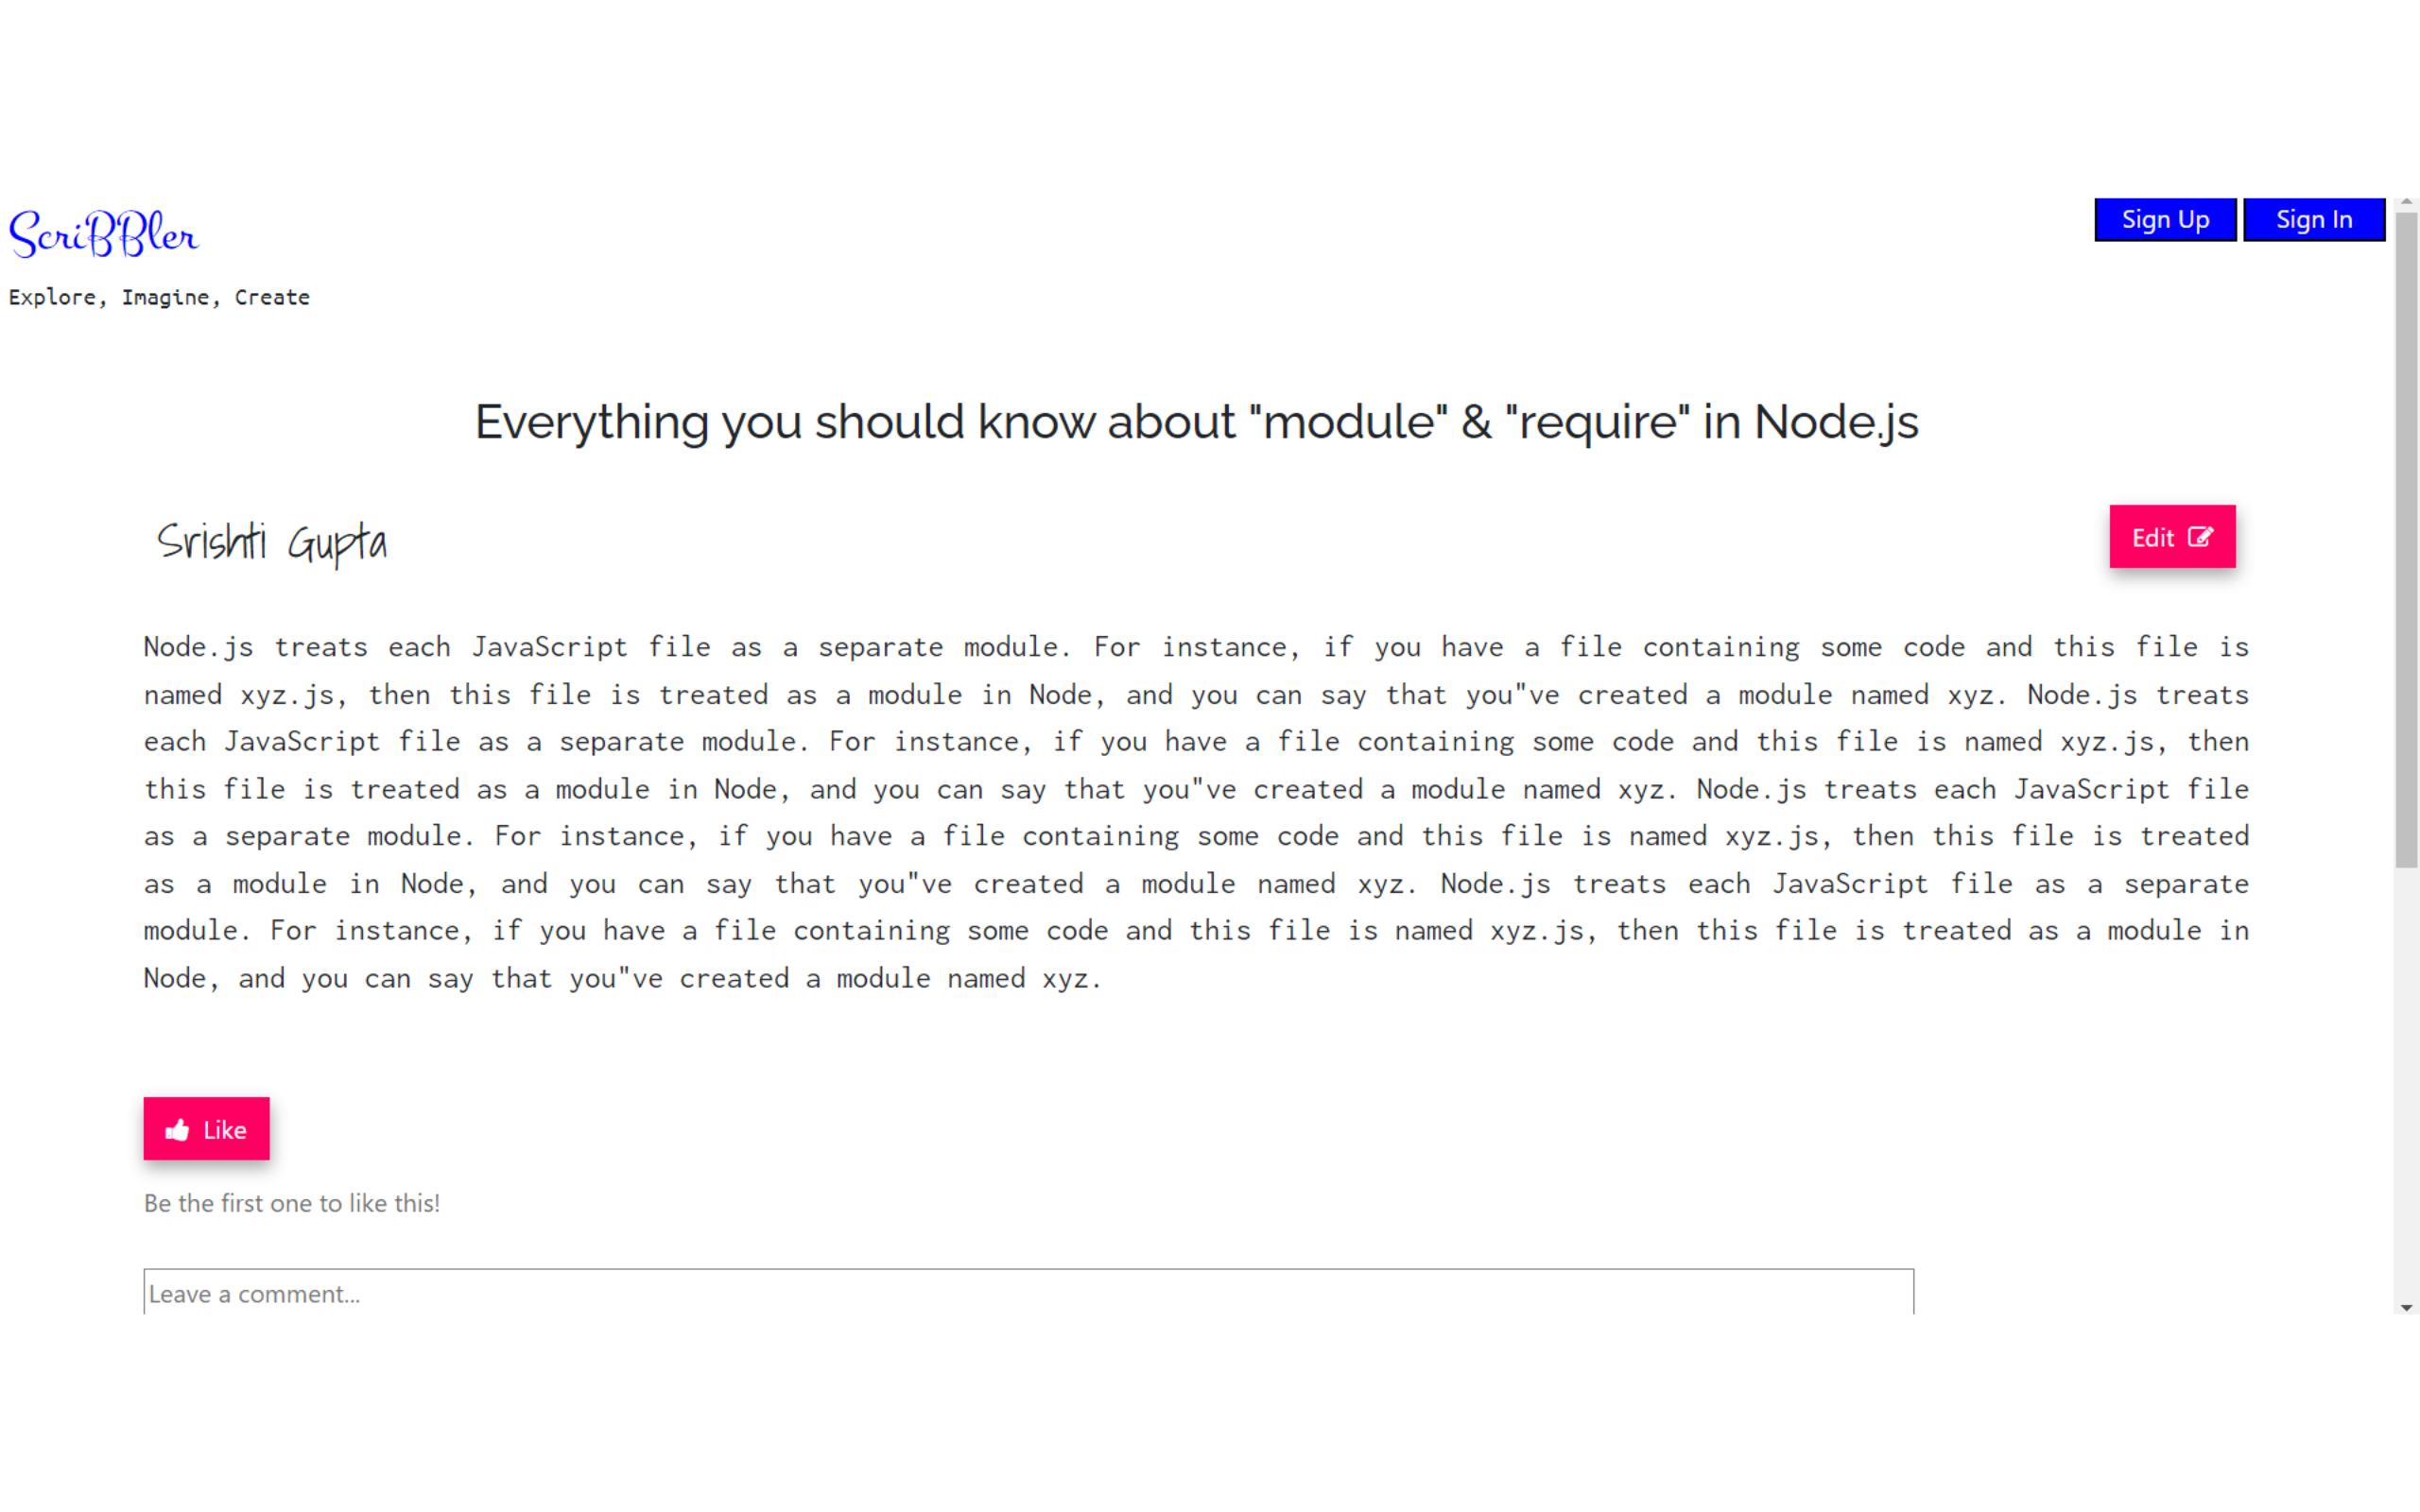 ScriBBler
Sign Up
Sign In
Explore, Imagine, Create
Everything you should know about "module" & "require" in Node.js
Srishti Gupta
Edit
Node.js treats each JavaScript file as a separate module. For instance, if you have a file containing some code and this file is
named xyz.js, then this file is treated as a module in Node, and you can say that you"ve created a module named xyz. Node.js treats
each JavaScript file as a separate module. For instance, if you have a file containing some code and this file is named xyz.js, then
this file is treated as a module in Node, and you can say that you"ve created a module named xyz. Node.js treats each JavaScript file
as a separate module. For instance, if you have a file containing some code and this file is named xyz.js, then this file is treated
as a module in Node, and you can say that you"ve created a module named xyz. Node.js treats each JavaScript file as a separate
module. For instance, if you have a file containing some code and this file is named xyz.js, then this file is treated as a module in
Node, and you can say that you"ve created a module named xyz.
Like
Be the first one to like this!
Leave a comment...